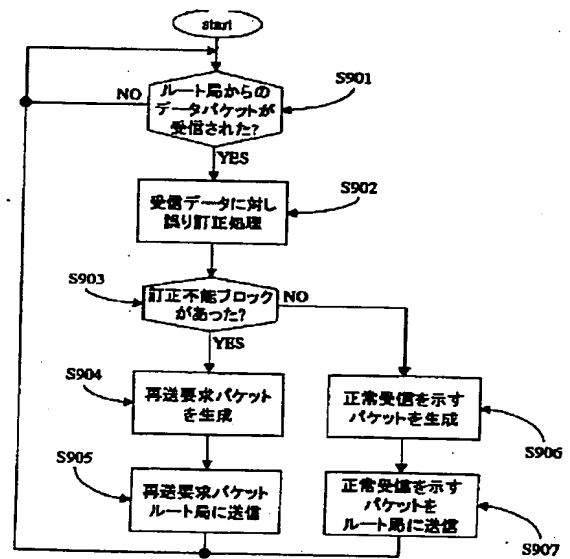 start
ルート局からの
データパケットが
受信された?
S901
NO
YES
受信データに対し
誤り訂正処理
S902
S903
訂正不能ブロック
があった?
NO
YES
S904
再送要求パケット
を生成
正常受信を示す
パケットを生成
S906
S905
再送要求パケット
ルート局に送信
正常受信を示す
パケットを
ルート局に送信
S907